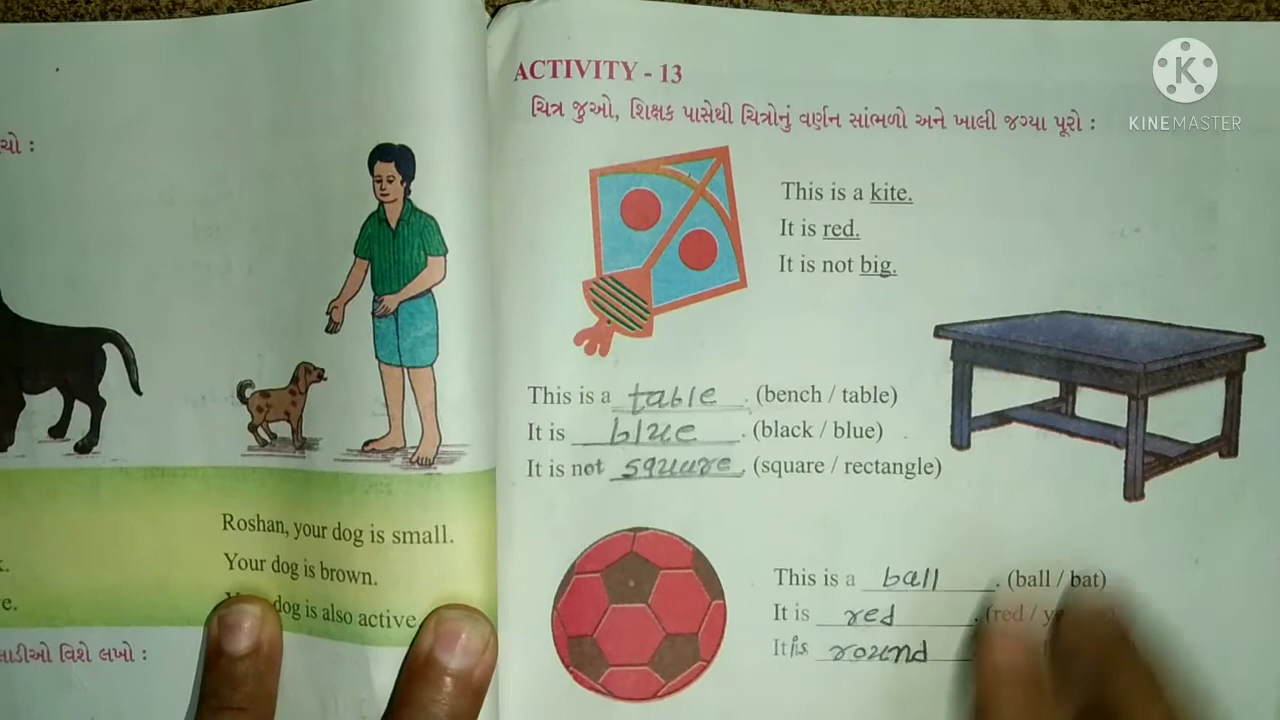 ચો :
Roshan, your dog is small.
Your dog is brown.
dog is also active
k.
e.
સાડીઓ વિશે લખો :
ACTIVITY - 13
ચિત્ર જુઓ, શિક્ષક પાસેથી ચિત્રોનું વર્ણન સાંભળો અને ખાલી જગ્યા પૂરો :
This is a kite.
It is red.
It is not big.
This is a table. (bench / table)
It is blue. (black / blue)
It is not square. (square / rectangle)
This is a ball. (ball / bat)
It is red. (red /
It is round
K
KINEMASTER